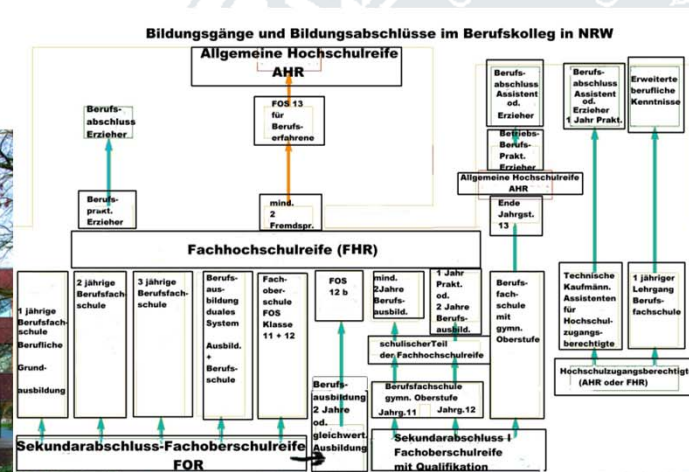 Bildungsgänge und Bildungsabschlüsse im Berufskolleg in NRW
Allgemeine Hochschulreife
AHR
FOS 13
für
Berufs-
erfahrene
Berufs-
abschluss
Erzieher
Berufs-
prakt.
Erzieher
mind.
2
Fremdspr.
Berufs-
abschluss
Assistent
od.
Erzieher
Betriebs-
Berufs-
Prakt.
Erzieher
Allgemeine Hochschulreife
AHR
Ende
Jahrgst.
13
Berufs-
abschluss
Assistent
od.
Erzieher
1 Jahr Prakt.
Erweiterte
berufliche
Kenntnisse
Fachhochschulreife (FHR)
1 jährige
Berufsfach-
schule
Berufliche
Grund-
ausbildung
2 jährige
Berufsfach-
schule
3 jährige
Berufsfach-
schule
Berufs-
aus-
bildung
duales
System
Ausbild.
+
Berufs-
schule
Fach-
ober-
schule
FOS
Klasse
11 + 12
FOS
12 b
mind.
2Jahre
Berufs-
ausbild.
1 Jahr
Prakt.
od.
2 Jahre
Berufs-
ausbild.
schulischerTeil
der Fachhochschulreife
Berufsfachschule
gymn. Oberstufe
Jahrg.11 Jahrg.12
Berufs-
fach-
schule
mit
gymn.
Oberstufe
Technische
Kaufmänn.
Assistenten
für
Hochschul-
zugangs-
berechtigte
1 jähriger
Lehrgang
Berufs-
fachschule
Hochschulzugangsberechtigte
(AHR oder FHR)
Berufs-
ausbildung
2 Jahre
od.
gleichwert.
Ausbildung
Sekundarabschluss-Fachoberschulreife
FOR
Sekundarabschluss I
Fachoberschulreife
mit Qualifikation